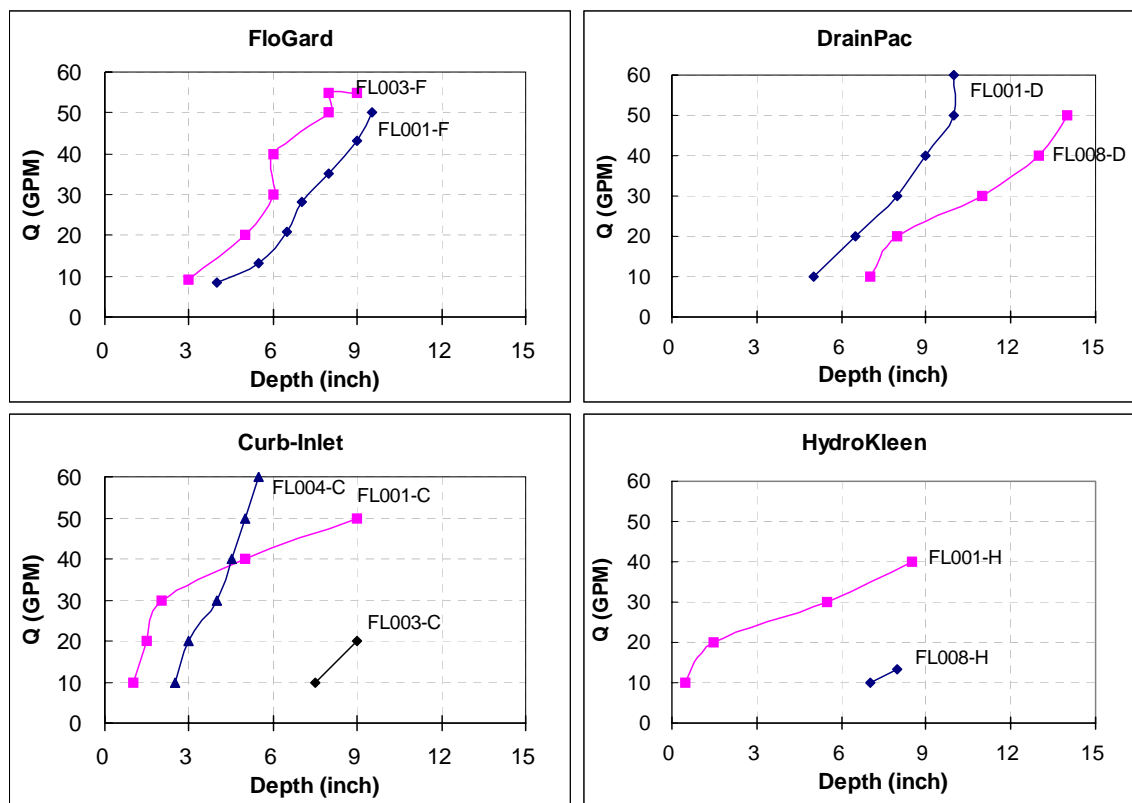 FloGard
60
50
40
30
20
10
0
Q (GPM)
FL003-F
FL001-F
0 3 6 9 12 15
Depth (inch)
DrainPac
60
50
40
30
20
10
0
Q (GPM)
FL001-D
FL008-D
0 3 6 9 12 15
Depth (inch)
Curb-Inlet
60
50
40
30
20
10
0
Q (GPM)
FL004-C
FL001-C
FL003-C
0 3 6 9 12 15
Depth (inch)
HydroKleen
60
50
40
30
20
10
0
Q (GPM)
FL001-H
FL008-H
0 3 6 9 12 15
Depth (inch)